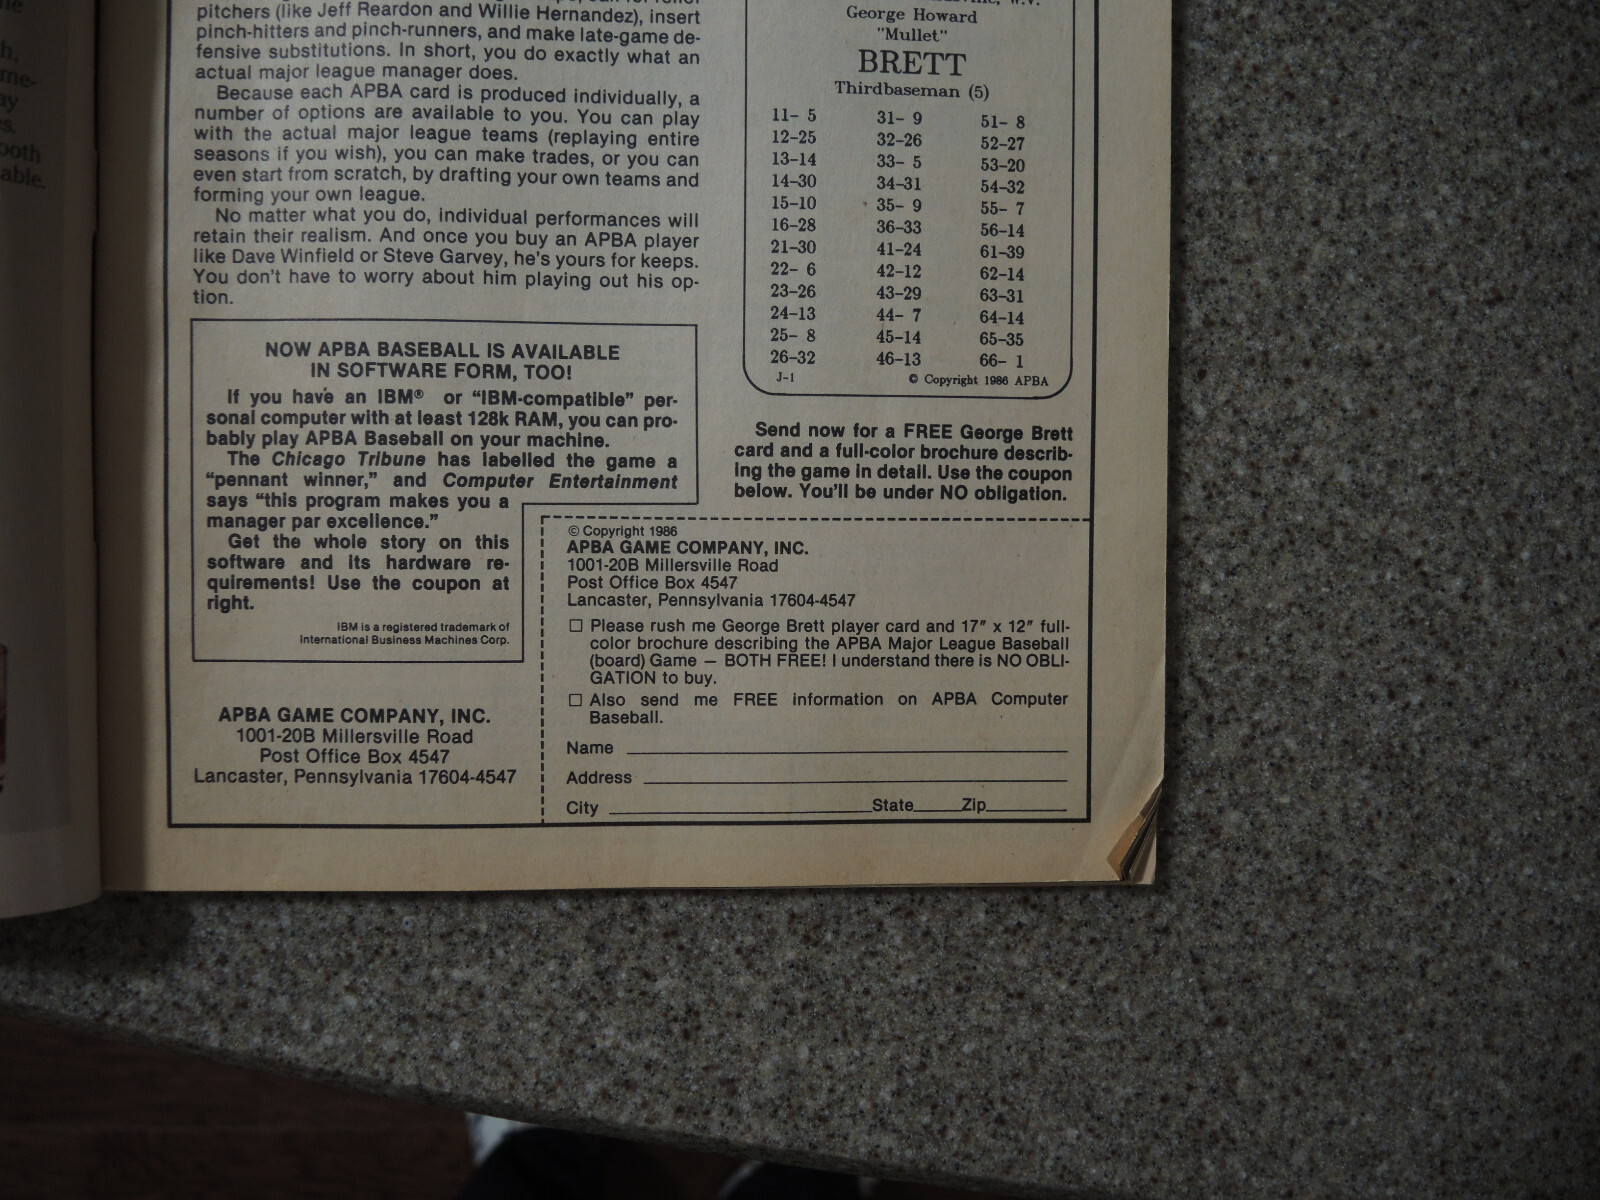 pitchers (like Jeff Reardon and Willie Hernandez), insert
pinch-hitters and pinch-runners, and make late-game de-
fensive substitutions. In short, you do exactly what an
actual major league manager does.
Because each APBA card is produced individually, a
number of options are available to you. You can play
with the actual major league teams (replaying entire
seasons if you wish), you can make trades, or you can
even start from scratch, by drafting your own teams and
forming your own league.
No matter what you do, individual performances will
retain their realism. And once you buy an APBA player
like Dave Winfield or Steve Garvey, he's yours for keeps.
You don't have to worry about him playing out his op-
tion.
NOW APBA BASEBALL IS AVAILABLE
IN SOFTWARE FORM, TOO!
If you have an IBM® or “IBM-compatible” per-
sonal computer with at least 128k RAM, you can pro-
bably play APBA Baseball on your machine.
The Chicago Tribune has labelled the game a
“pennant winner,” and Computer Entertainment
says “this program makes you a
manager par excellence.”
Get the whole story on this
software and its hardware re-
quirements! Use the coupon at
right.
IBM is a registered trademark of
International Business Machines Corp.
APBA GAME COMPANY, INC.
1001-20B Millersville Road
Post Office Box 4547
Lancaster, Pennsylvania 17604-4547
George Howard
"Mullet"
BRETT
Thirdbaseman (5)
11- 5 31- 9 51- 8
12-25 32-26 52-27
13-14 33- 5 53-20
14-30 34-31 54-32
15-10 35- 9 55- 7
16-28 36-33 56-14
21-30 41-24 61-39
22- 6 42-12 62-14
23-26 43-29 63-31
24-13 44- 7 64-14
25- 8 45-14 65-35
26-32 46-13 66- 1
J-1 © Copyright 1986 APBA
Send now for a FREE George Brett
card and a full-color brochure describ-
ing the game in detail. Use the coupon
below. You'll be under NO obligation.
© Copyright 1986
APBA GAME COMPANY, INC.
1001-20B Millersville Road
Post Office Box 4547
Lancaster, Pennsylvania 17604-4547
☐ Please rush me George Brett player card and 17″ x 12″ full-
color brochure describing the APBA Major League Baseball
(board) Game — BOTH FREE! I understand there is NO OBLI-
GATION to buy.
☐ Also send me FREE information on APBA Computer
Baseball.
Name
Address
City State Zip